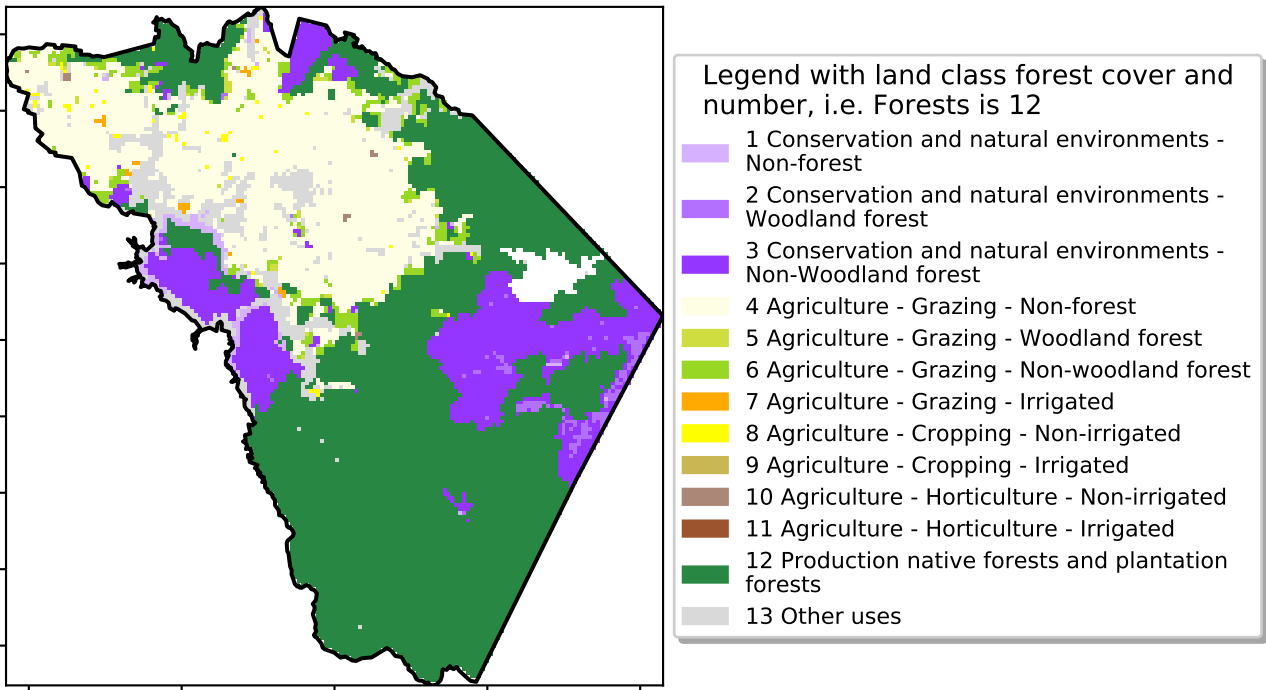 Legend with land class forest cover and
number, i.e. Forests is 12
1 Conservation and natural environments -
Non-forest
2 Conservation and natural environments -
Woodland forest
3 Conservation and natural environments -
Non-Woodland forest
4 Agriculture - Grazing - Non-forest
5 Agriculture - Grazing - Woodland forest
6 Agriculture - Grazing - Non-woodland forest
7 Agriculture - Grazing - Irrigated
8 Agriculture - Cropping - Non-irrigated
9 Agriculture - Cropping - Irrigated
10 Agriculture - Horticulture - Non-irrigated
11 Agriculture - Horticulture - Irrigated
12 Production native forests and plantation
forests
13 Other uses